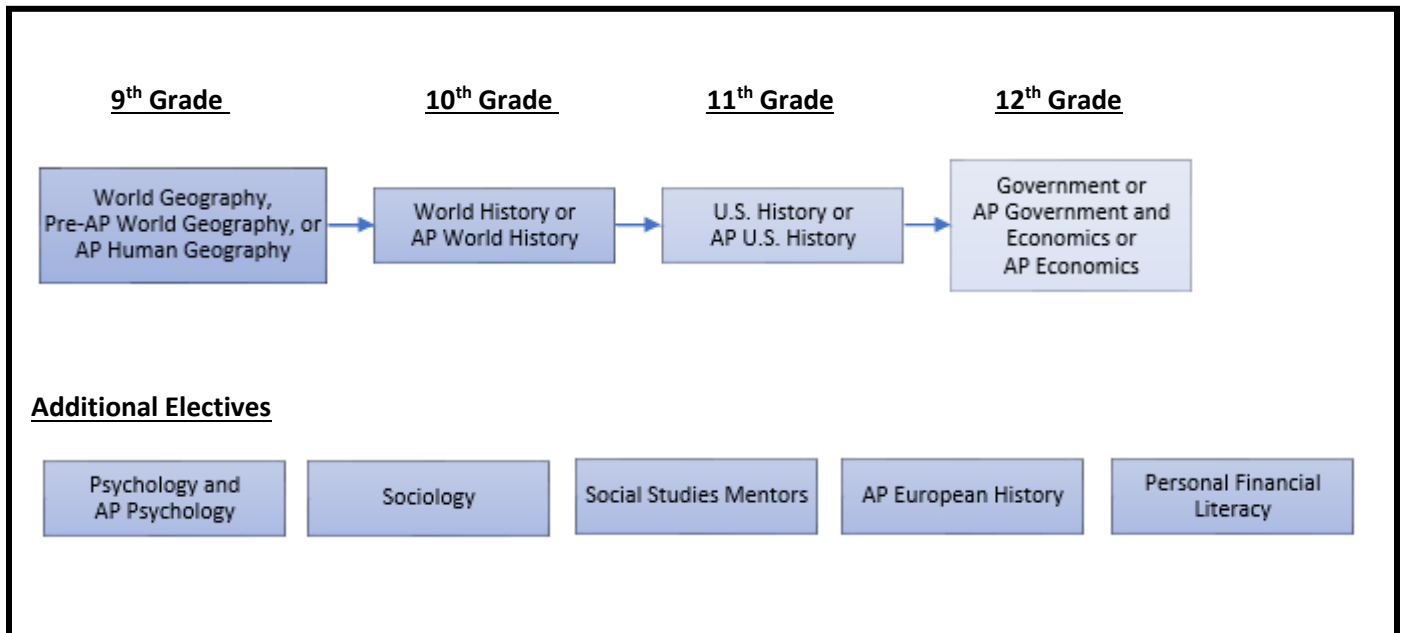 9th Grade
10th Grade
11th Grade
12th Grade
World Geography,
Pre-AP World Geography, or
AP Human Geography
World History or
AP World History
U.S. History or
AP U.S. History
Government or
AP Government and
Economics or
AP Economics
Additional Electives
Psychology and
AP Psychology
Sociology
Social Studies Mentors
AP European History
Personal Financial
Literacy